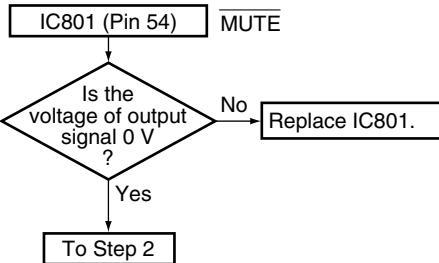 IC801 (Pin 54) MUTE
Is the
voltage of output
signal 0 V
?
No
Replace IC801.
Yes
To Step 2